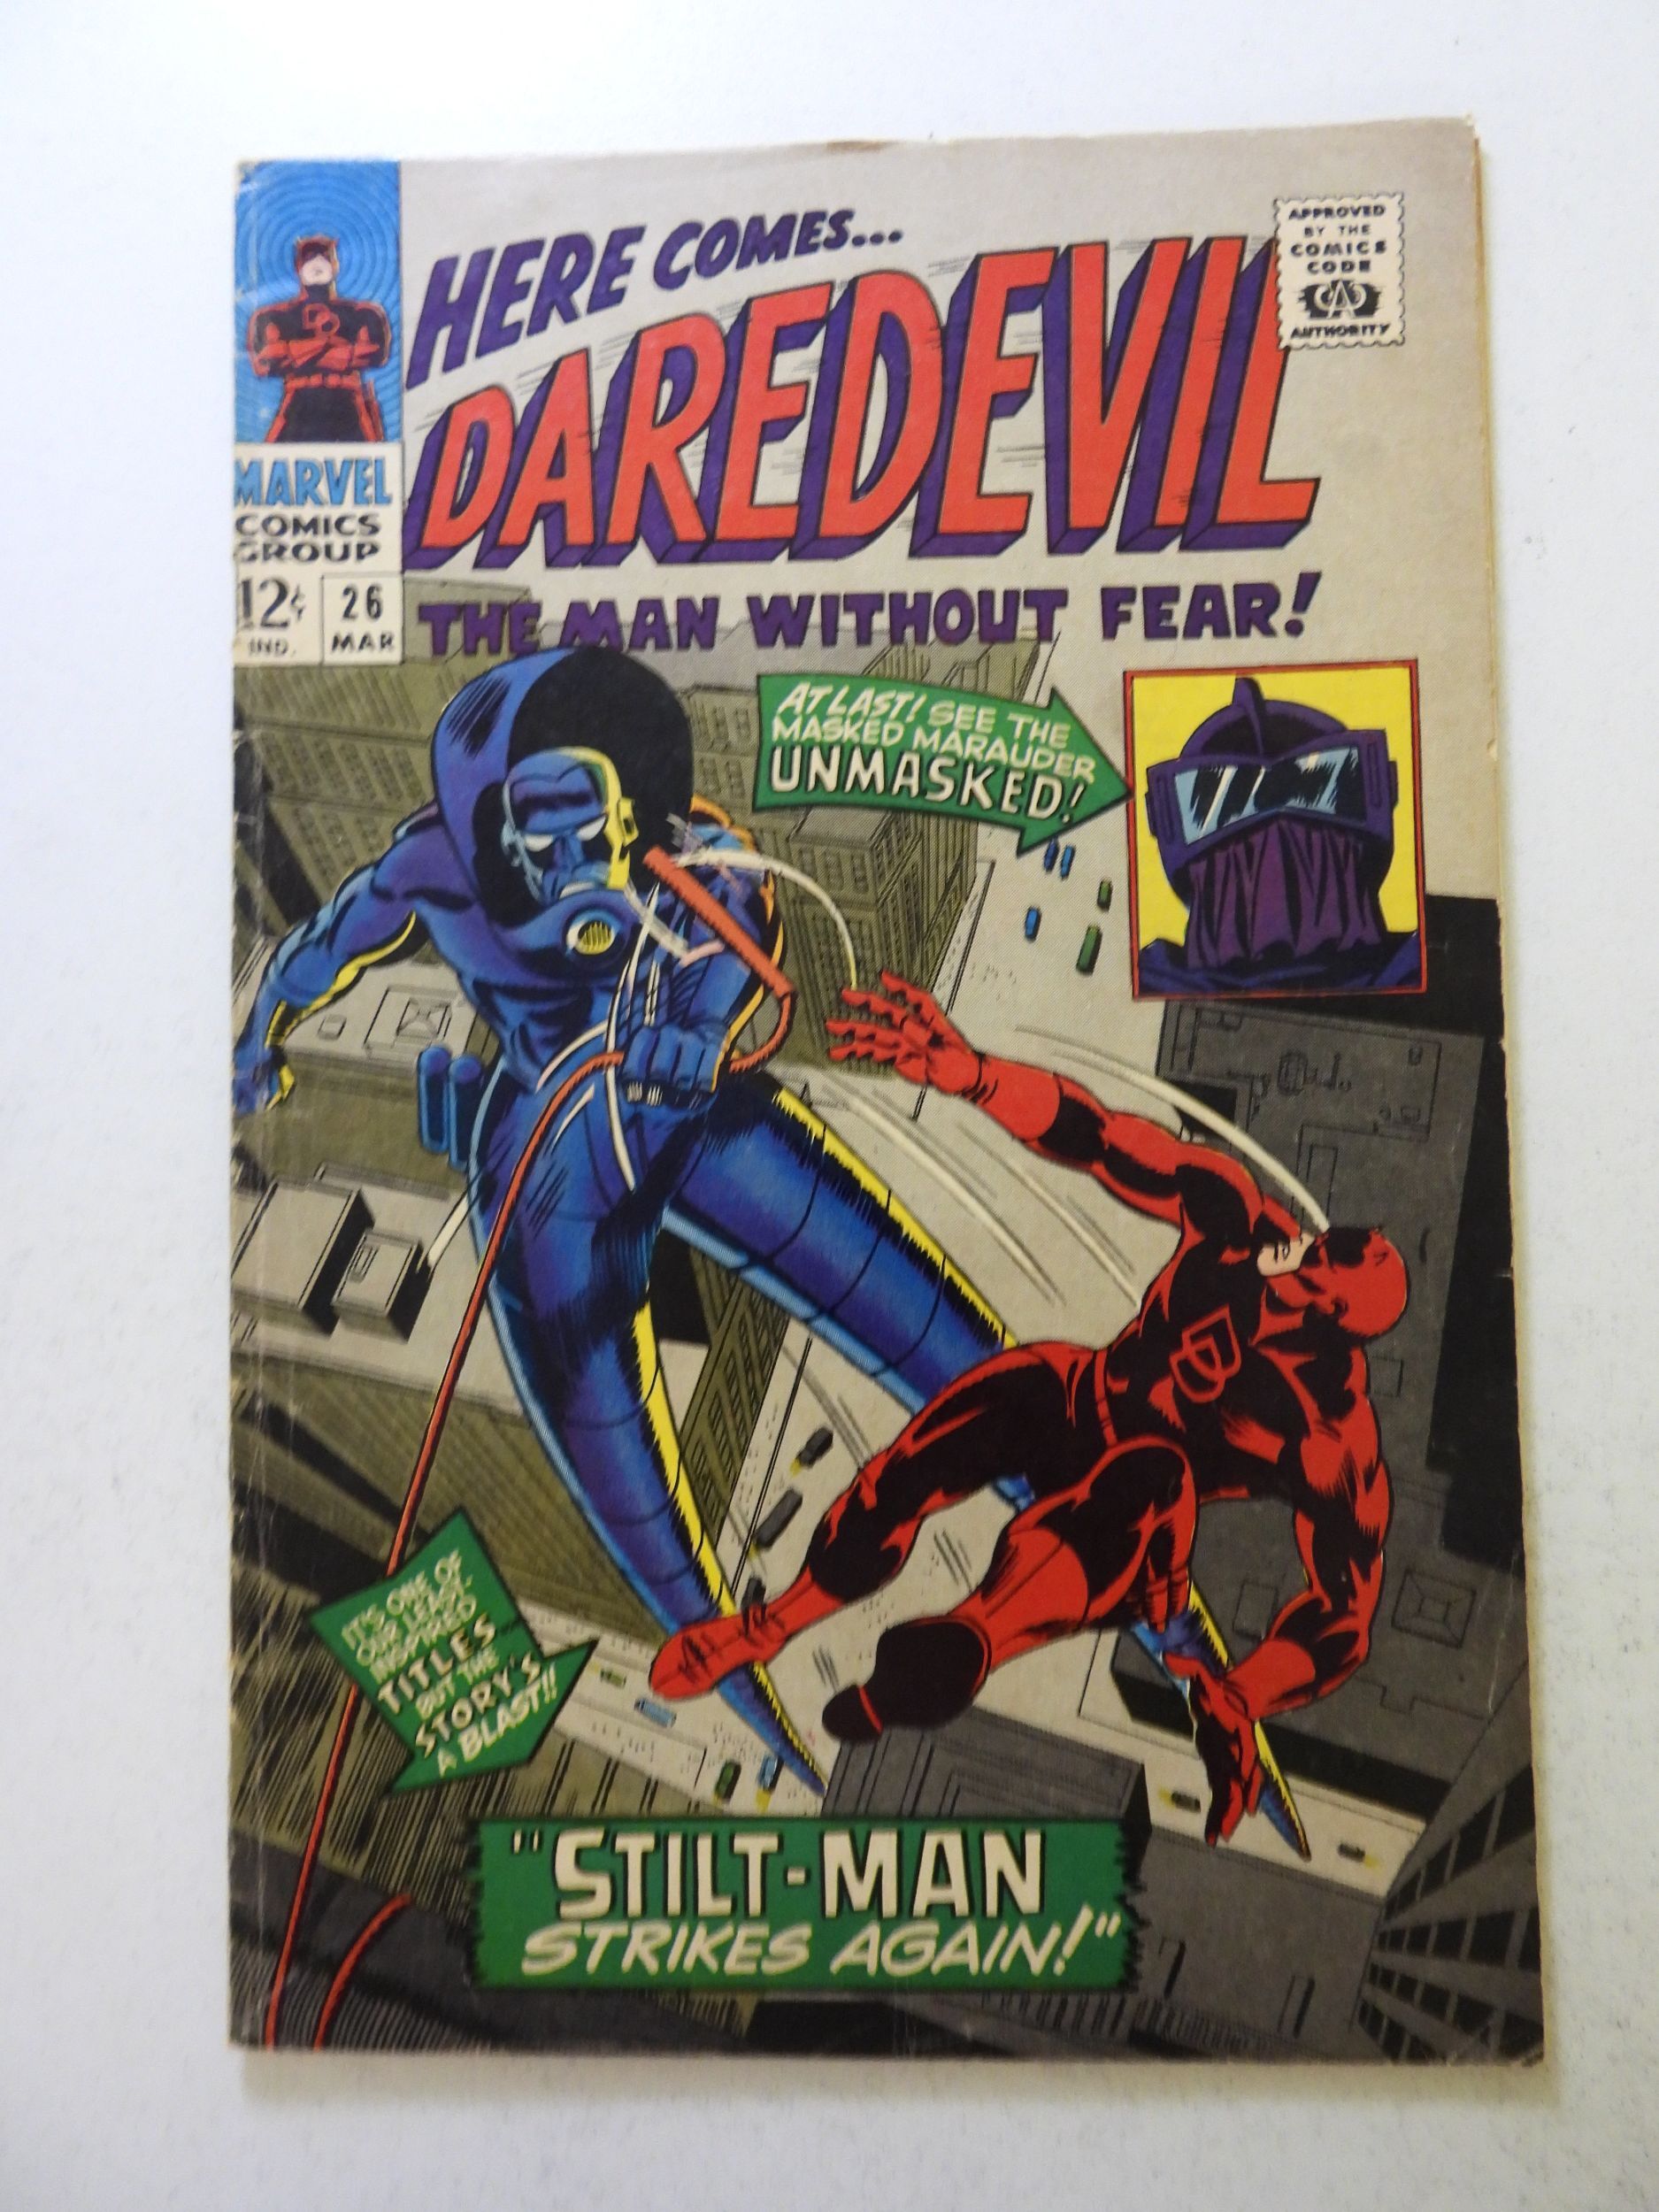 HERE COMES...
DAREDEVIL
THE MAN WITHOUT FEAR!
APPROVED
BY THE
COMICS
CODE
CA
AUTHORITY
DD
MARVEL
COMICS
GROUP
12¢
IND.
26
MAR
AT LAST! SEE THE
MASKED MARAUDER
UNMASKED!
DD
IT'S ONE OF
OUR LEAST-
INSPIRED
TITLES
BUT THE
STORY'S
A BLAST!!
"STILT-MAN
STRIKES AGAIN!"